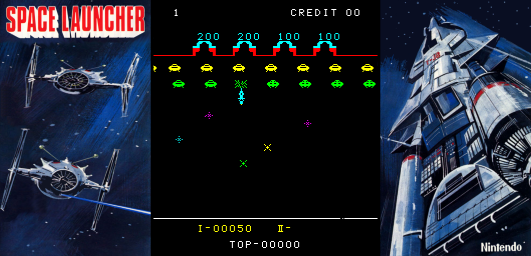 SPACE LAUNCHER
1 CREDIT 00
200 200 100 100
I-00050 II-
TOP-00000
Nintendo